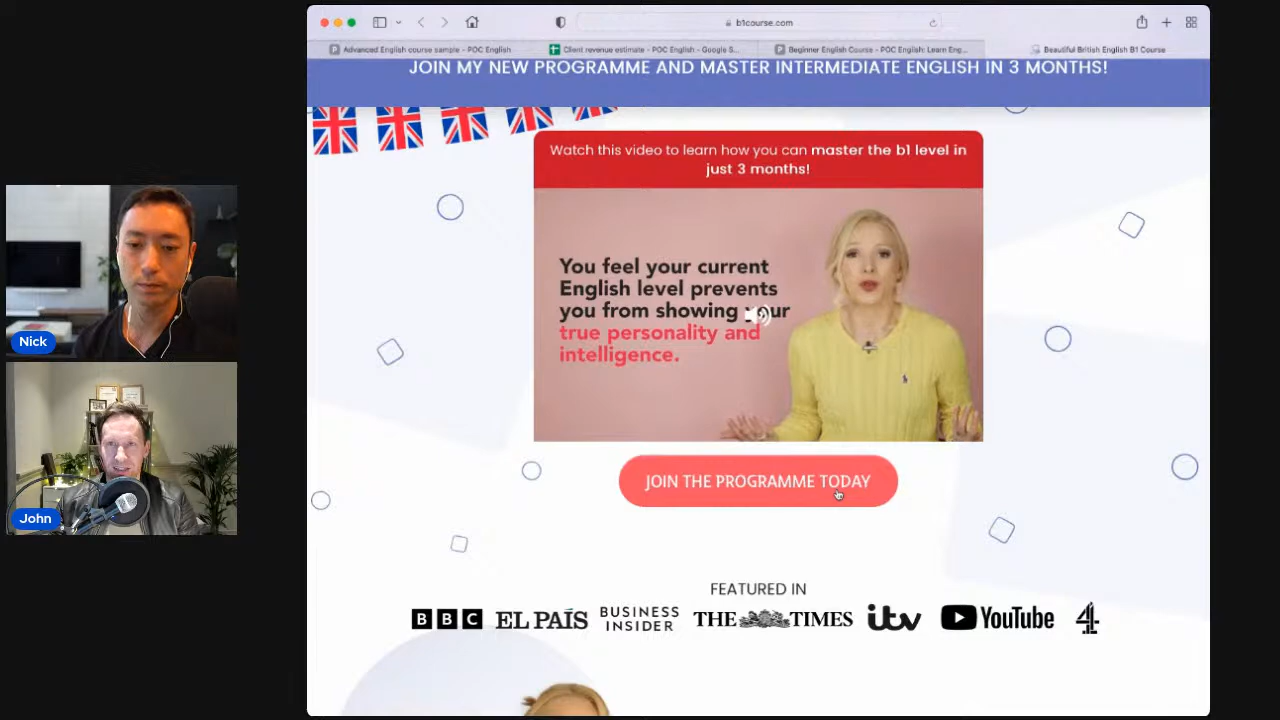 b1course.com
Advanced English course sample - POC English
Client revenue estimate - POC English - Google S...
Beginner English Course - POC English: Learn Eng...
Beautiful British English B1 Course
JOIN MY NEW PROGRAMME AND MASTER INTERMEDIATE ENGLISH IN 3 MONTHS!
Watch this video to learn how you can master the b1 level in
just 3 months!
You feel your current
English level prevents
you from showing your
true personality and
intelligence.
JOIN THE PROGRAMME TODAY
FEATURED IN
BBC EL PAÍS BUSINESS INSIDER THE TIMES itv YouTube 4
Nick
John